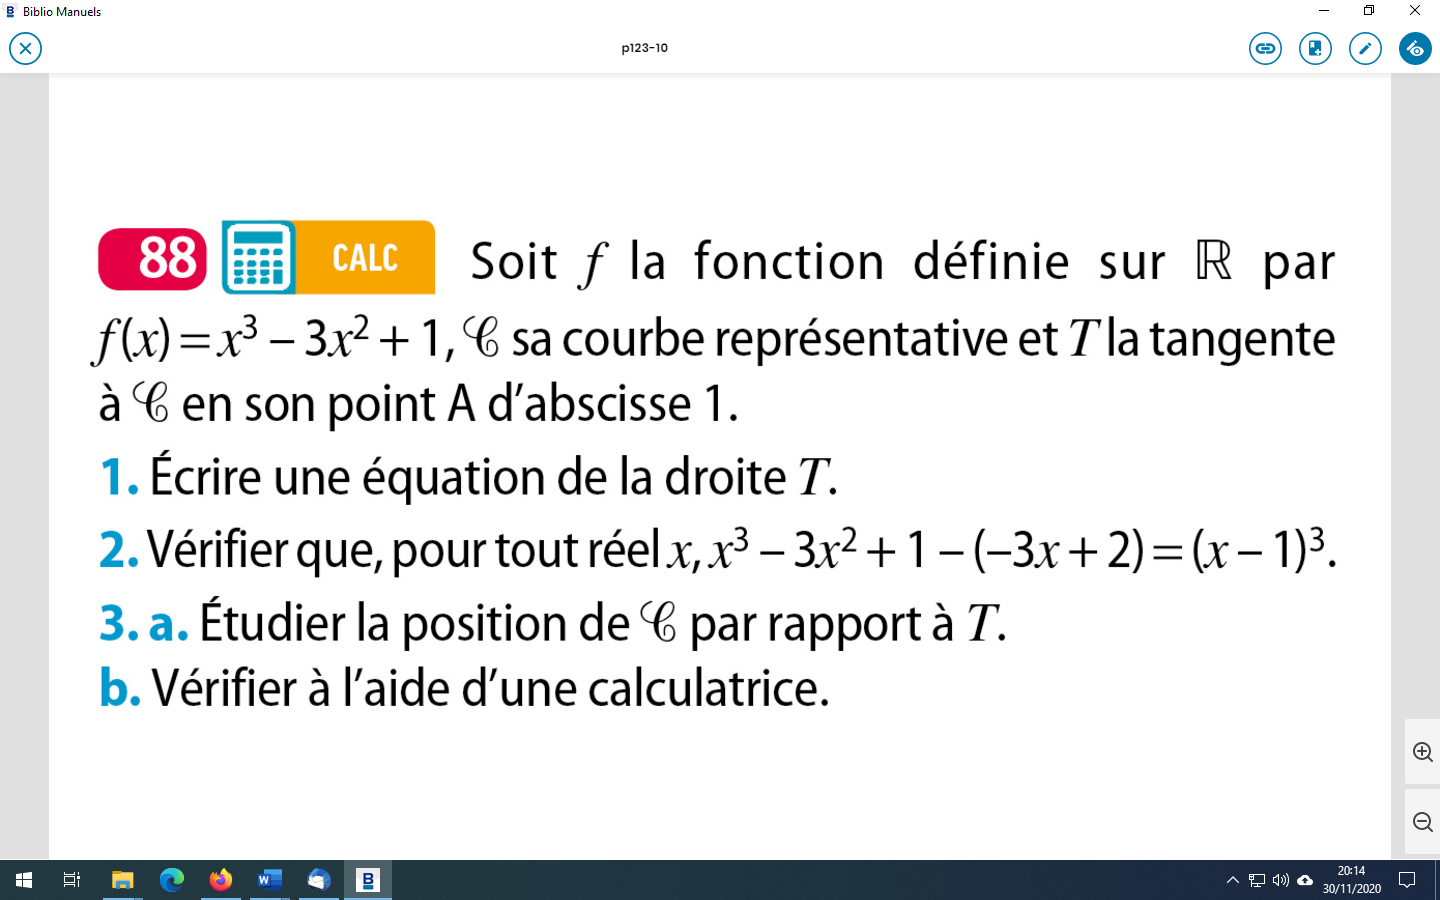 Biblio Manuels
p123-10
88 CALC Soit f la fonction définie sur ℝ par
f(x) = x³ – 3x² + 1, 𝒞 sa courbe représentative et T la tangente
à 𝒞 en son point A d’abscisse 1.
1. Écrire une équation de la droite T.
2. Vérifier que, pour tout réel x, x³ – 3x² + 1 – (–3x + 2) = (x – 1)³.
3. a. Étudier la position de 𝒞 par rapport à T.
b. Vérifier à l’aide d’une calculatrice.
20:14
30/11/2020